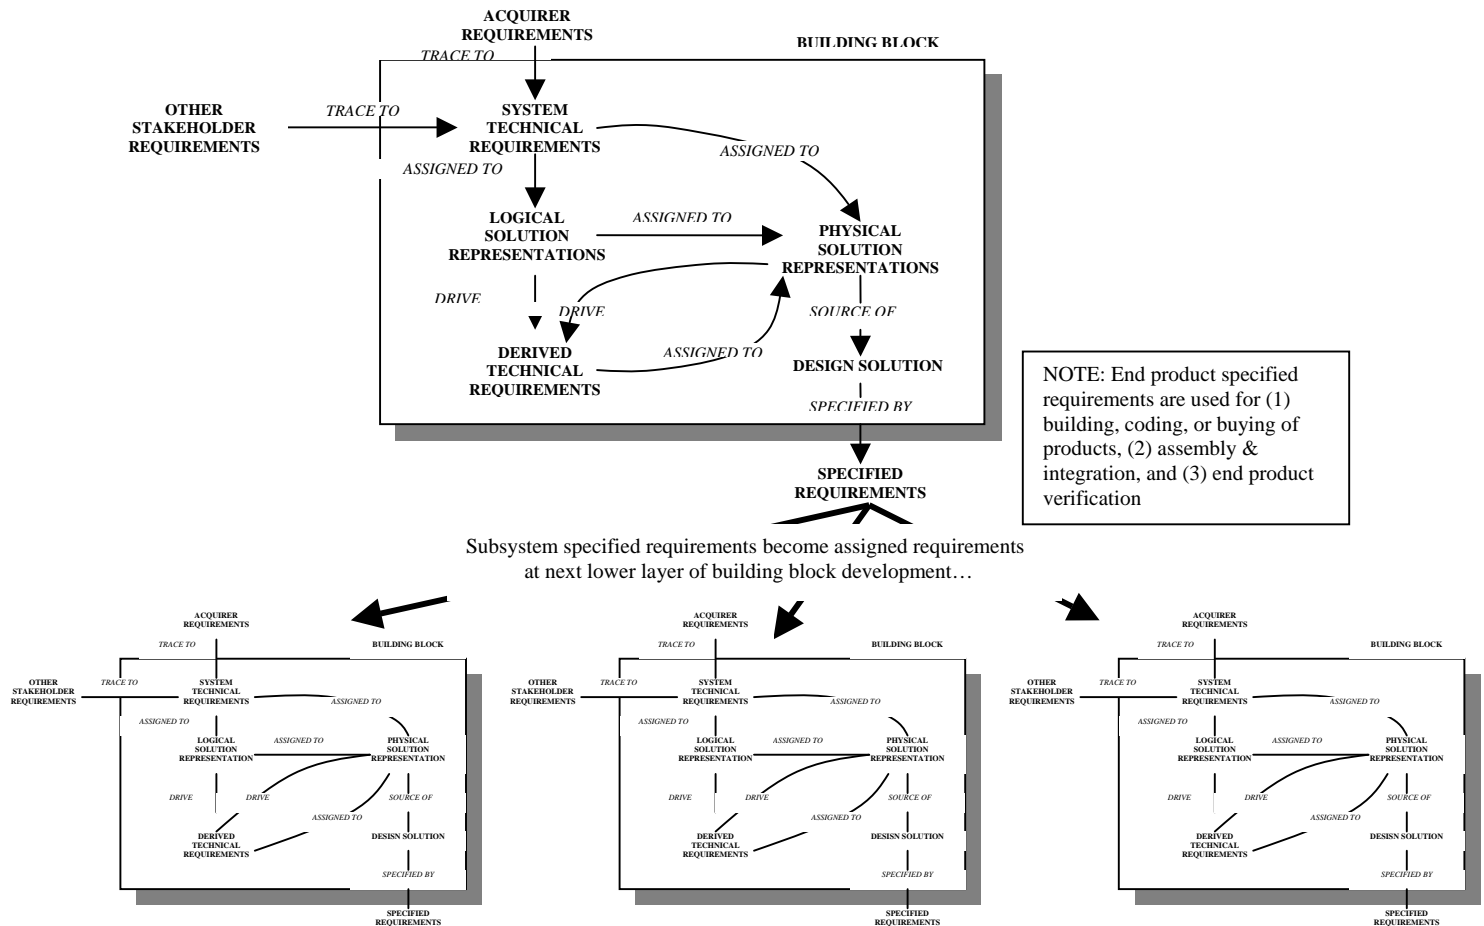 ACQUIRER
REQUIREMENTS
BUILDING BLOCK
TRACE TO
OTHER
STAKEHOLDER
REQUIREMENTS
TRACE TO
SYSTEM
TECHNICAL
REQUIREMENTS
ASSIGNED TO
ASSIGNED TO
LOGICAL
SOLUTION
REPRESENTATIONS
ASSIGNED TO
PHYSICAL
SOLUTION
REPRESENTATIONS
DRIVE
DRIVE
SOURCE OF
DERIVED
TECHNICAL
REQUIREMENTS
ASSIGNED TO
DESIGN SOLUTION
SPECIFIED BY
SPECIFIED
REQUIREMENTS
NOTE: End product specified
requirements are used for (1)
building, coding, or buying of
products, (2) assembly &
integration, and (3) end product
verification
Subsystem specified requirements become assigned requirements
at next lower layer of building block development…
ACQUIRER
REQUIREMENTS
TRACE TO
BUILDING BLOCK
OTHER
STAKEHOLDER
REQUIREMENTS
TRACE TO
SYSTEM
TECHNICAL
REQUIREMENTS
ASSIGNED TO
ASSIGNED TO
LOGICAL
SOLUTION
REPRESENTATION
ASSIGNED TO
PHYSICAL
SOLUTION
REPRESENTATION
DRIVE
DRIVE
SOURCE OF
ASSIGNED TO
DERIVED
TECHNICAL
REQUIREMENTS
DESISN SOLUTION
SPECIFIED BY
SPECIFIED
REQUIREMENTS
ACQUIRER
REQUIREMENTS
TRACE TO
BUILDING BLOCK
OTHER
STAKEHOLDER
REQUIREMENTS
TRACE TO
SYSTEM
TECHNICAL
REQUIREMENTS
ASSIGNED TO
ASSIGNED TO
LOGICAL
SOLUTION
REPRESENTATION
ASSIGNED TO
PHYSICAL
SOLUTION
REPRESENTATION
DRIVE
DRIVE
SOURCE OF
ASSIGNED TO
DERIVED
TECHNICAL
REQUIREMENTS
DESISN SOLUTION
SPECIFIED BY
SPECIFIED
REQUIREMENTS
ACQUIRER
REQUIREMENTS
TRACE TO
BUILDING BLOCK
OTHER
STAKEHOLDER
REQUIREMENTS
TRACE TO
SYSTEM
TECHNICAL
REQUIREMENTS
ASSIGNED TO
ASSIGNED TO
LOGICAL
SOLUTION
REPRESENTATION
ASSIGNED TO
PHYSICAL
SOLUTION
REPRESENTATION
DRIVE
DRIVE
SOURCE OF
ASSIGNED TO
DERIVED
TECHNICAL
REQUIREMENTS
DESISN SOLUTION
SPECIFIED BY
SPECIFIED
REQUIREMENTS